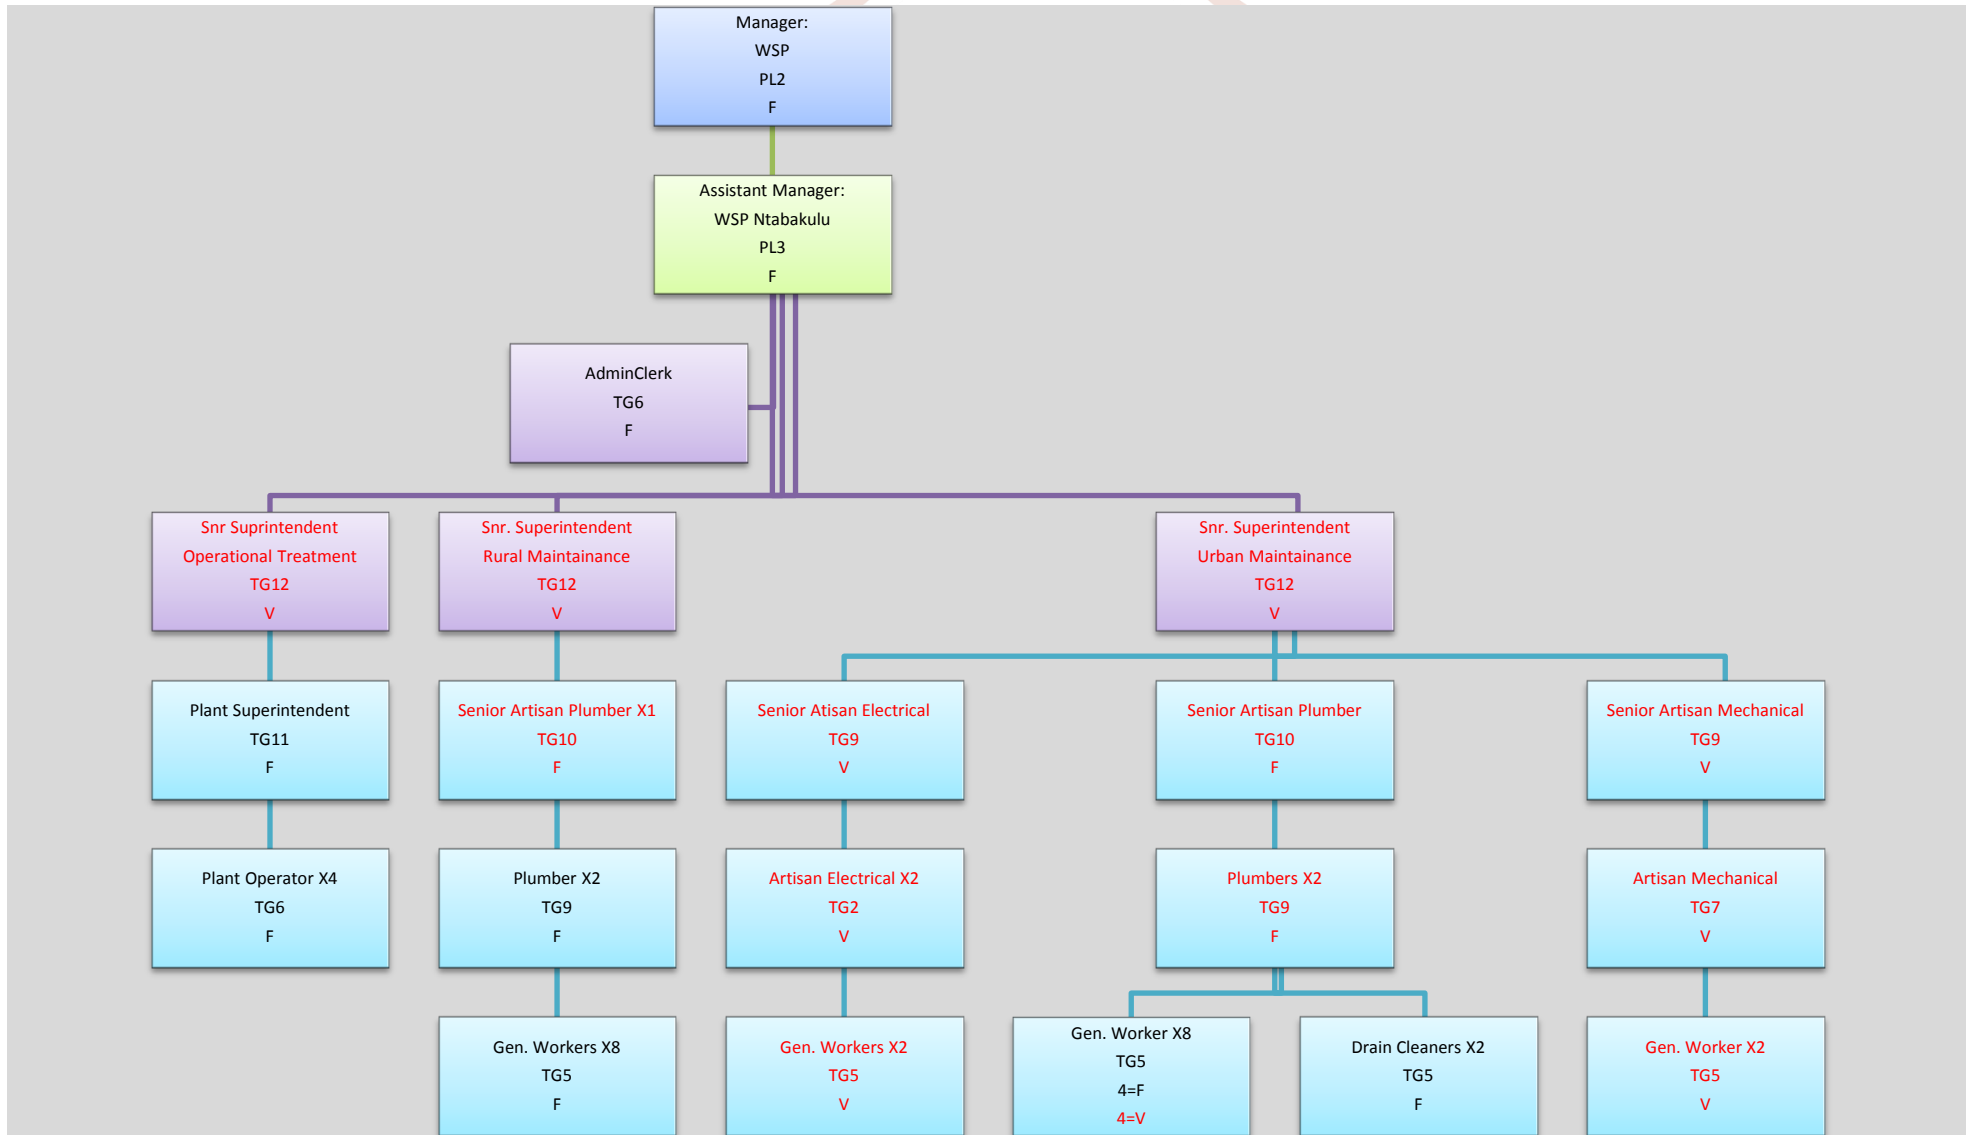 Manager:
WSP
PL2
F
Assistant Manager:
WSP Ntabakulu
PL3
F
AdminClerk
TG6
F
Snr Suprintendent
Operational Treatment
TG12
V
Snr. Superintendent
Rural Maintainance
TG12
V
Snr. Superintendent
Urban Maintainance
TG12
V
Plant Superintendent
TG11
F
Senior Artisan Plumber X1
TG10
F
Senior Atisan Electrical
TG9
V
Senior Artisan Plumber
TG10
F
Senior Artisan Mechanical
TG9
V
Plant Operator X4
TG6
F
Plumber X2
TG9
F
Artisan Electrical X2
TG2
V
Plumbers X2
TG9
F
Artisan Mechanical
TG7
V
Gen. Workers X8
TG5
F
Gen. Workers X2
TG5
V
Gen. Worker X8
TG5
4=F
4=V
Drain Cleaners X2
TG5
F
Gen. Worker X2
TG5
V